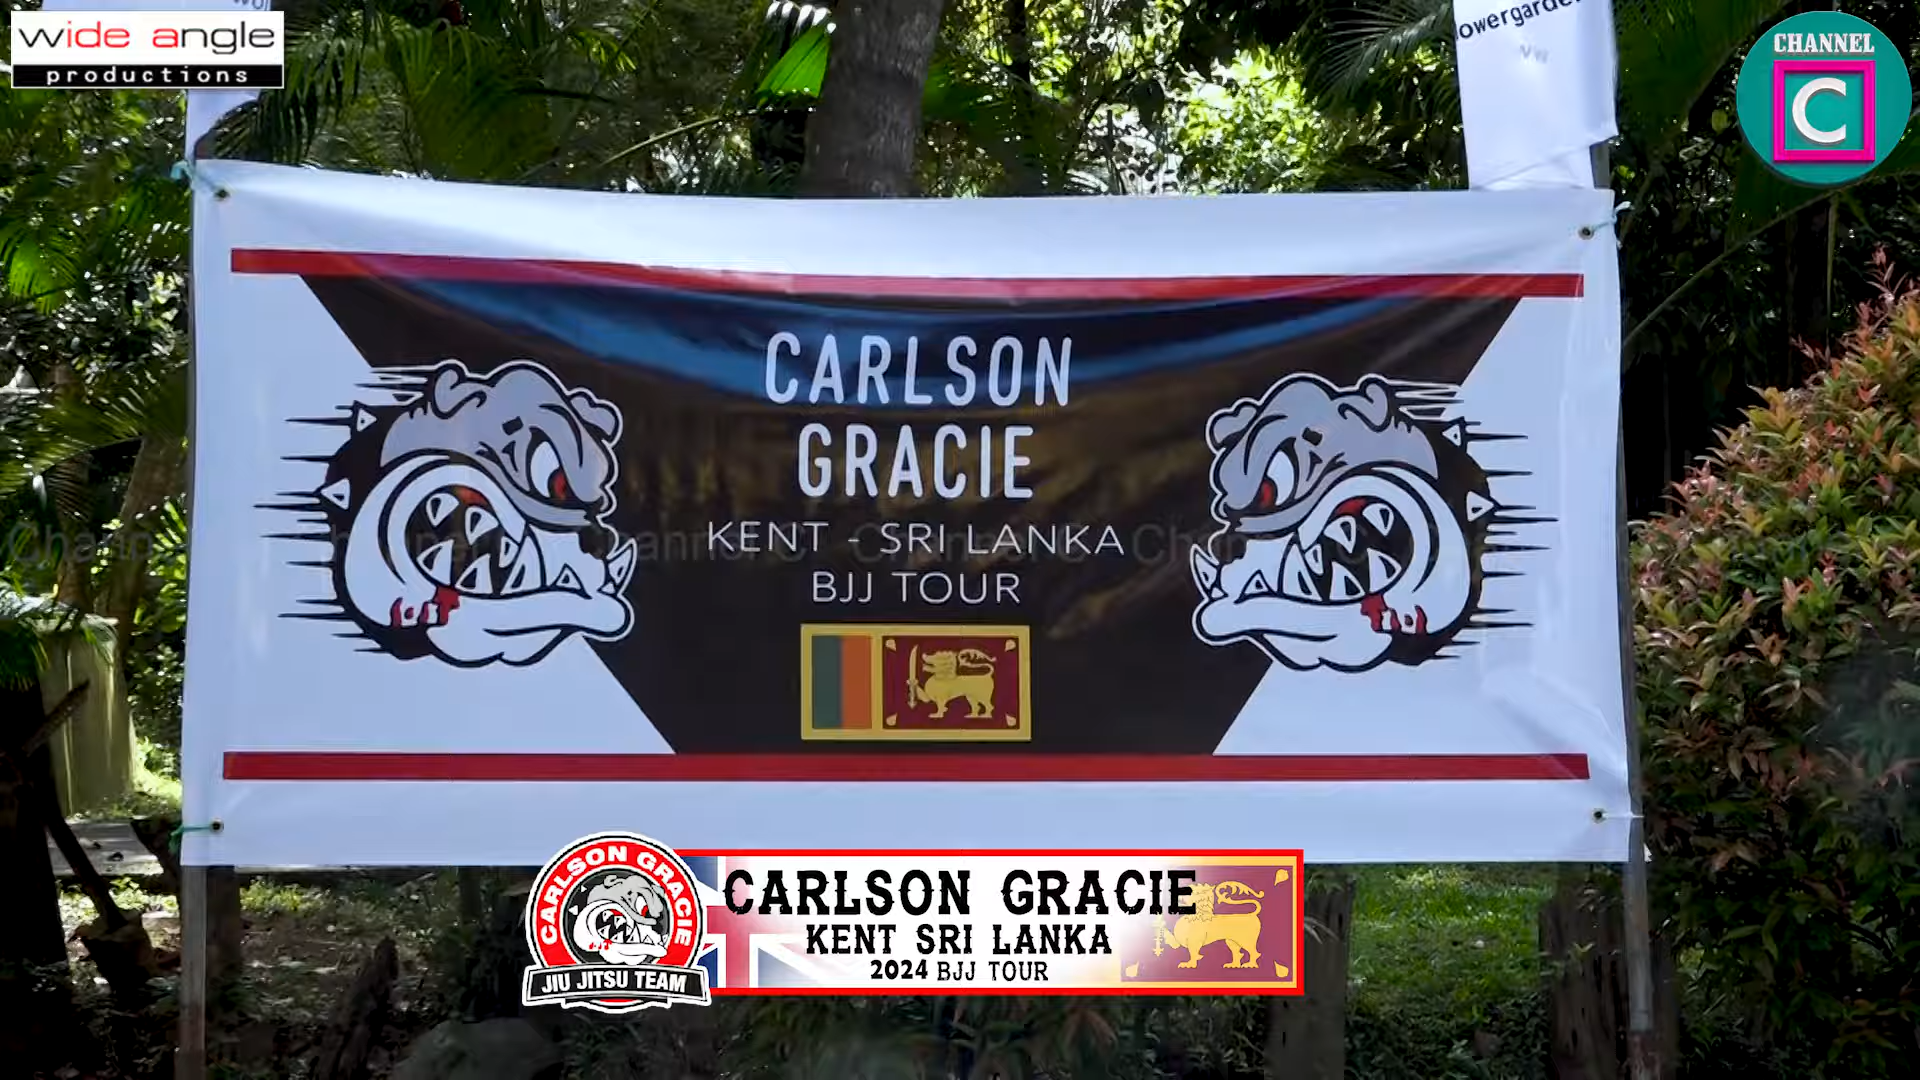 wide angle
productions
CHANNEL
C
CARLSON
GRACIE
KENT - SRI LANKA
BJJ TOUR
CARLSON GRACIE
JIU JITSU TEAM
CARLSON GRACIE
KENT SRI LANKA
2024 BJJ TOUR